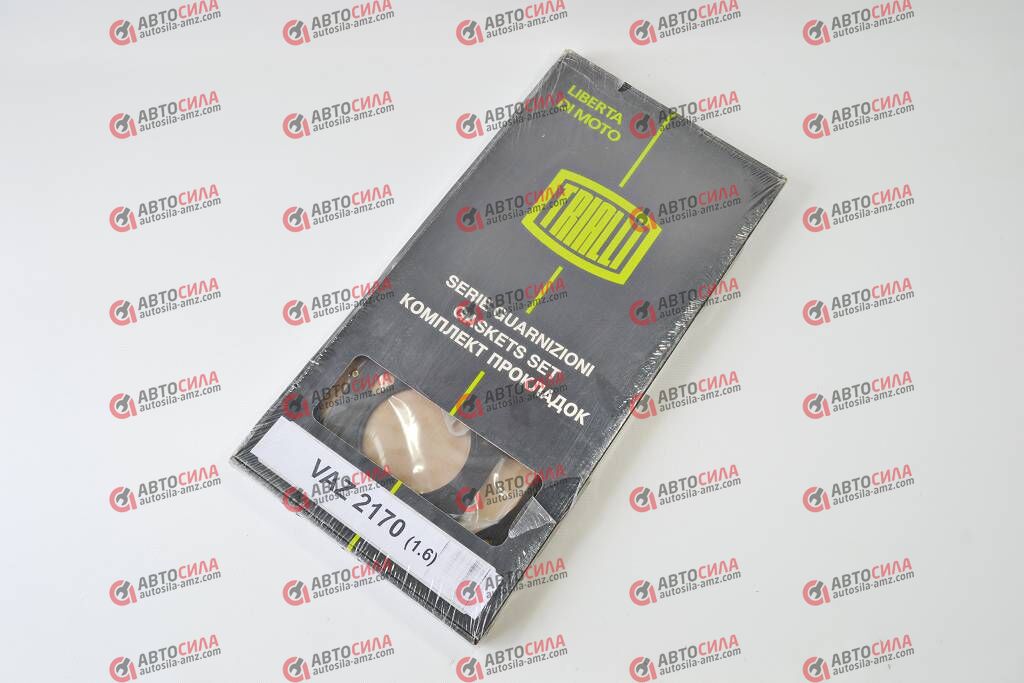 LIBERTA
DI MOTO
TRIALLI
SERIE GUARNIZIONI
GASKETS SET
КОМПЛЕКТ ПРОКЛАДОК
VAZ 2170 (1.6)
АВТОСИЛА
autosila-amz.com